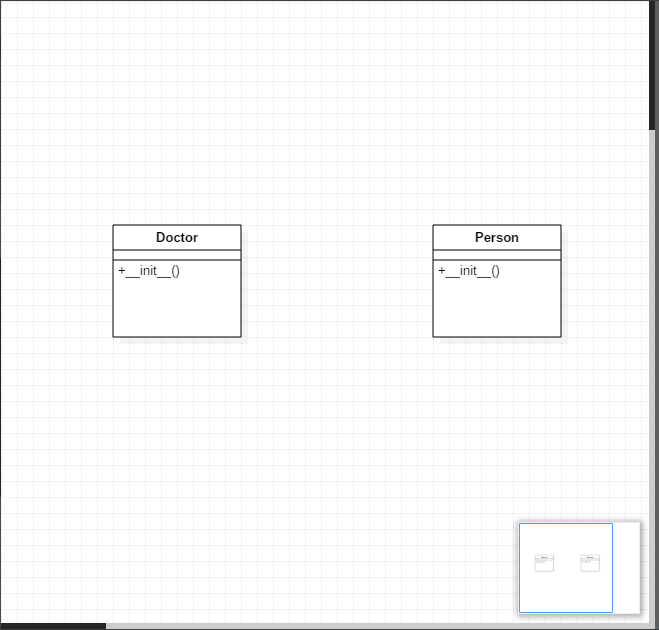 Doctor
+__init__()
Person
+__init__()